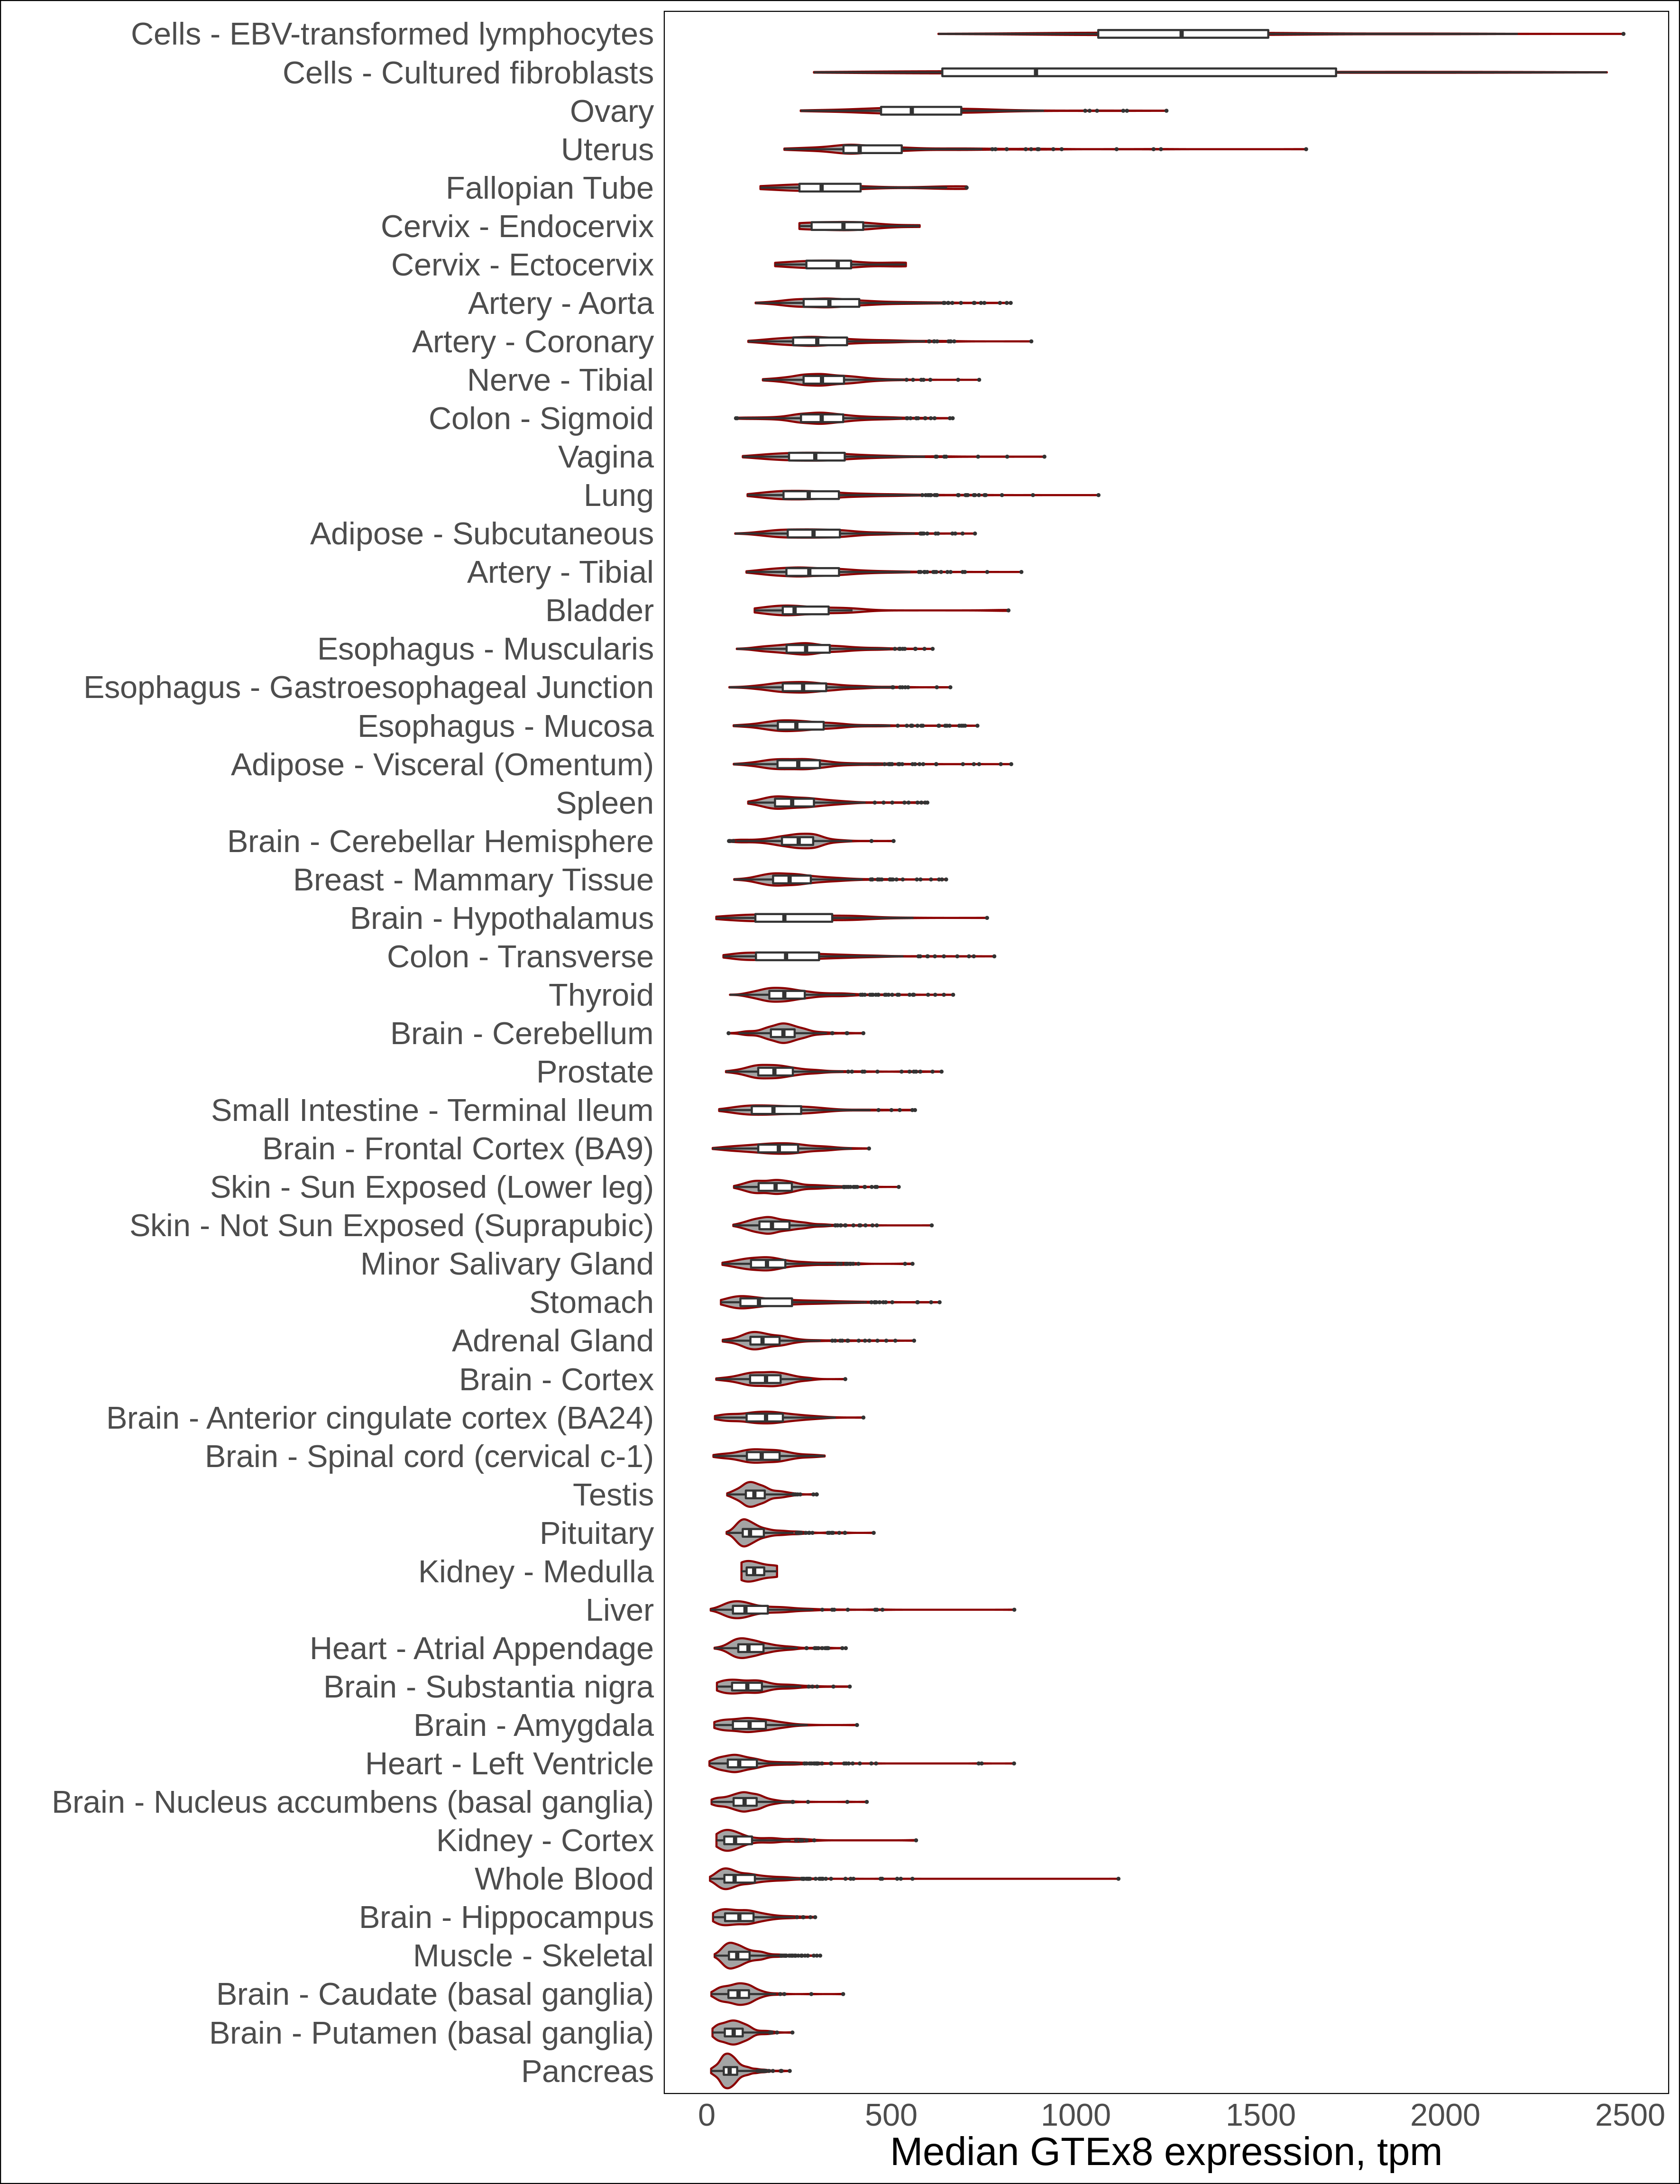 Cells - EBV-transformed lymphocytes
Cells - Cultured fibroblasts
Ovary
Uterus
Fallopian Tube
Cervix - Endocervix
Cervix - Ectocervix
Artery - Aorta
Artery - Coronary
Nerve - Tibial
Colon - Sigmoid
Vagina
Lung
Adipose - Subcutaneous
Artery - Tibial
Bladder
Esophagus - Muscularis
Esophagus - Gastroesophageal Junction
Esophagus - Mucosa
Adipose - Visceral (Omentum)
Spleen
Brain - Cerebellar Hemisphere
Breast - Mammary Tissue
Brain - Hypothalamus
Colon - Transverse
Thyroid
Brain - Cerebellum
Prostate
Small Intestine - Terminal Ileum
Brain - Frontal Cortex (BA9)
Skin - Sun Exposed (Lower leg)
Skin - Not Sun Exposed (Suprapubic)
Minor Salivary Gland
Stomach
Adrenal Gland
Brain - Cortex
Brain - Anterior cingulate cortex (BA24)
Brain - Spinal cord (cervical c-1)
Testis
Pituitary
Kidney - Medulla
Liver
Heart - Atrial Appendage
Brain - Substantia nigra
Brain - Amygdala
Heart - Left Ventricle
Brain - Nucleus accumbens (basal ganglia)
Kidney - Cortex
Whole Blood
Brain - Hippocampus
Muscle - Skeletal
Brain - Caudate (basal ganglia)
Brain - Putamen (basal ganglia)
Pancreas
0 500 1000 1500 2000 2500
Median GTEx8 expression, tpm